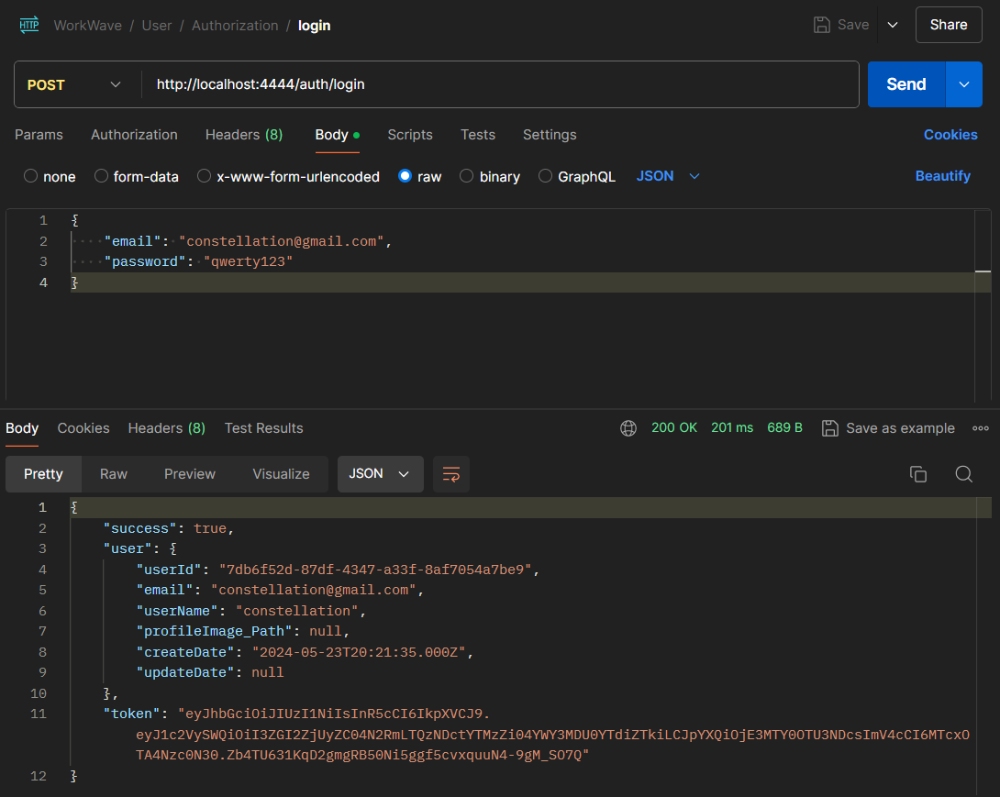 HTTP WorkWave / User / Authorization / login Save Share
POST http://localhost:4444/auth/login Send
Params Authorization Headers (8) Body Scripts Tests Settings Cookies
none form-data x-www-form-urlencoded raw binary GraphQL JSON Beautify
1 {
2 "email": "constellation@gmail.com",
3 "password": "qwerty123"
4 }
Body Cookies Headers (8) Test Results 200 OK 201 ms 689 B Save as example
Pretty Raw Preview Visualize JSON
1 {
2 "success": true,
3 "user": {
4 "userId": "7db6f52d-87df-4347-a33f-8af7054a7be9",
5 "email": "constellation@gmail.com",
6 "userName": "constellation",
7 "profileImage_Path": null,
8 "createDate": "2024-05-23T20:21:35.000Z",
9 "updateDate": null
10 },
11 "token": "eyJhbGciOiJIUzI1NiIsInR5cCI6IkpXVCJ9.
eyJ1c2VySWQiOiI3ZGI2ZjUyZC04N2RmLTQzNDctYTMzZi04YWY3MDU0YTdiZTkiLCJpYXQiOjE3MTY0OTU3NDcsImV4cCI6MTcxO
TA4Nzc0N30.Zb4TU631KqD2gmgRB50Ni5ggf5cvxquuN4-9gM_SO7Q"
12 }